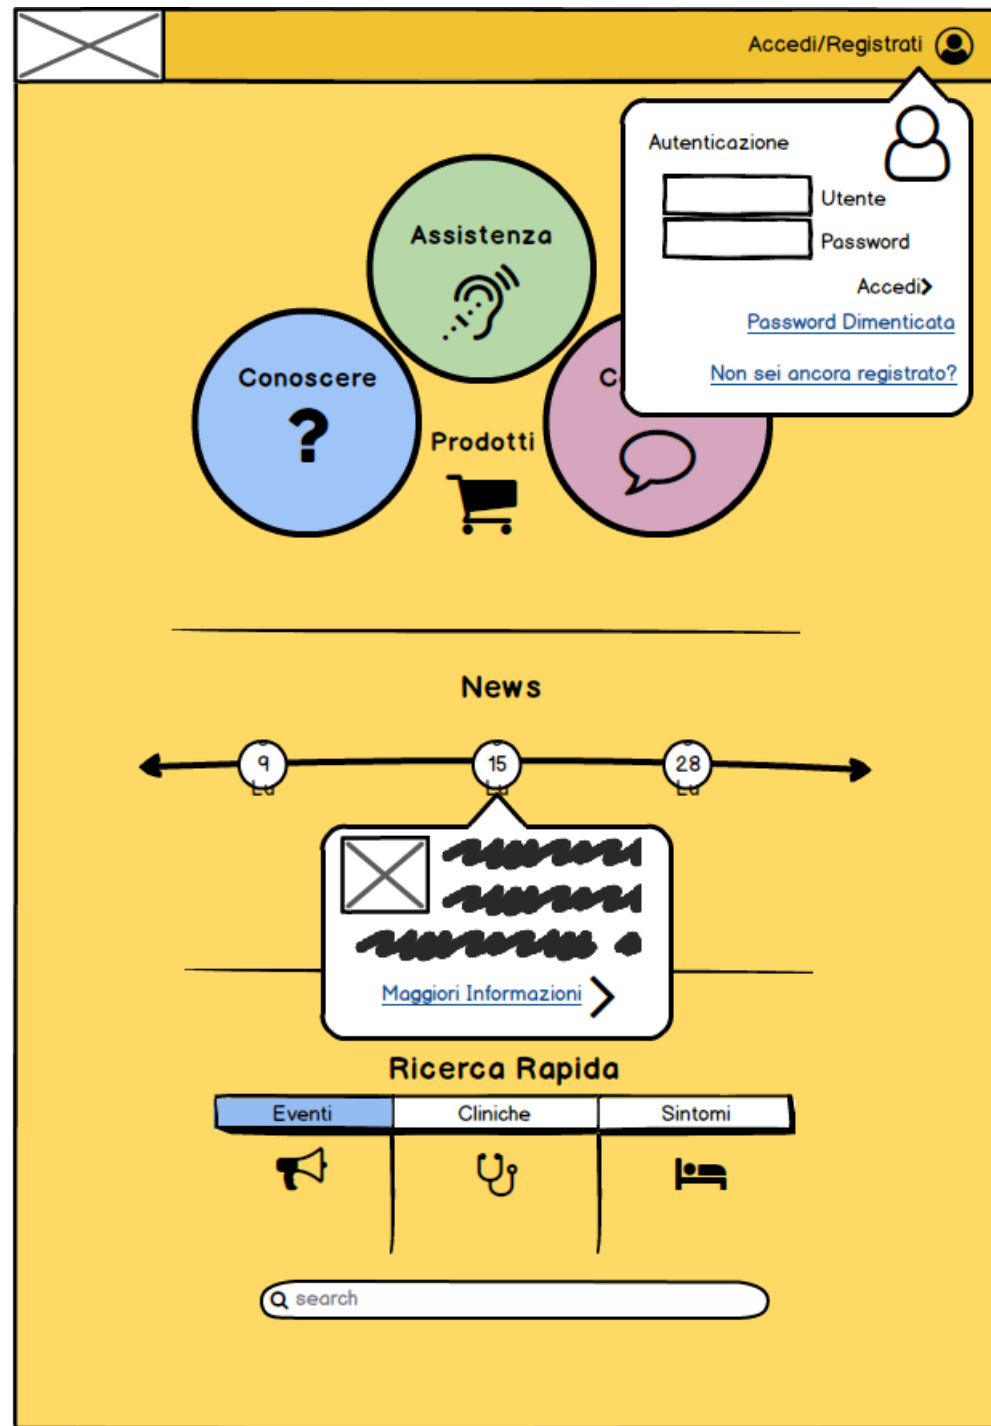 Accedi/Registrati
Autenticazione
Utente
Password
Accedi
Password Dimenticata
Non sei ancora registrato?
Assistenza
Conoscere
Prodotti
News
9
15
28
Maggiori Informazioni
Ricerca Rapida
Eventi
Cliniche
Sintomi
search